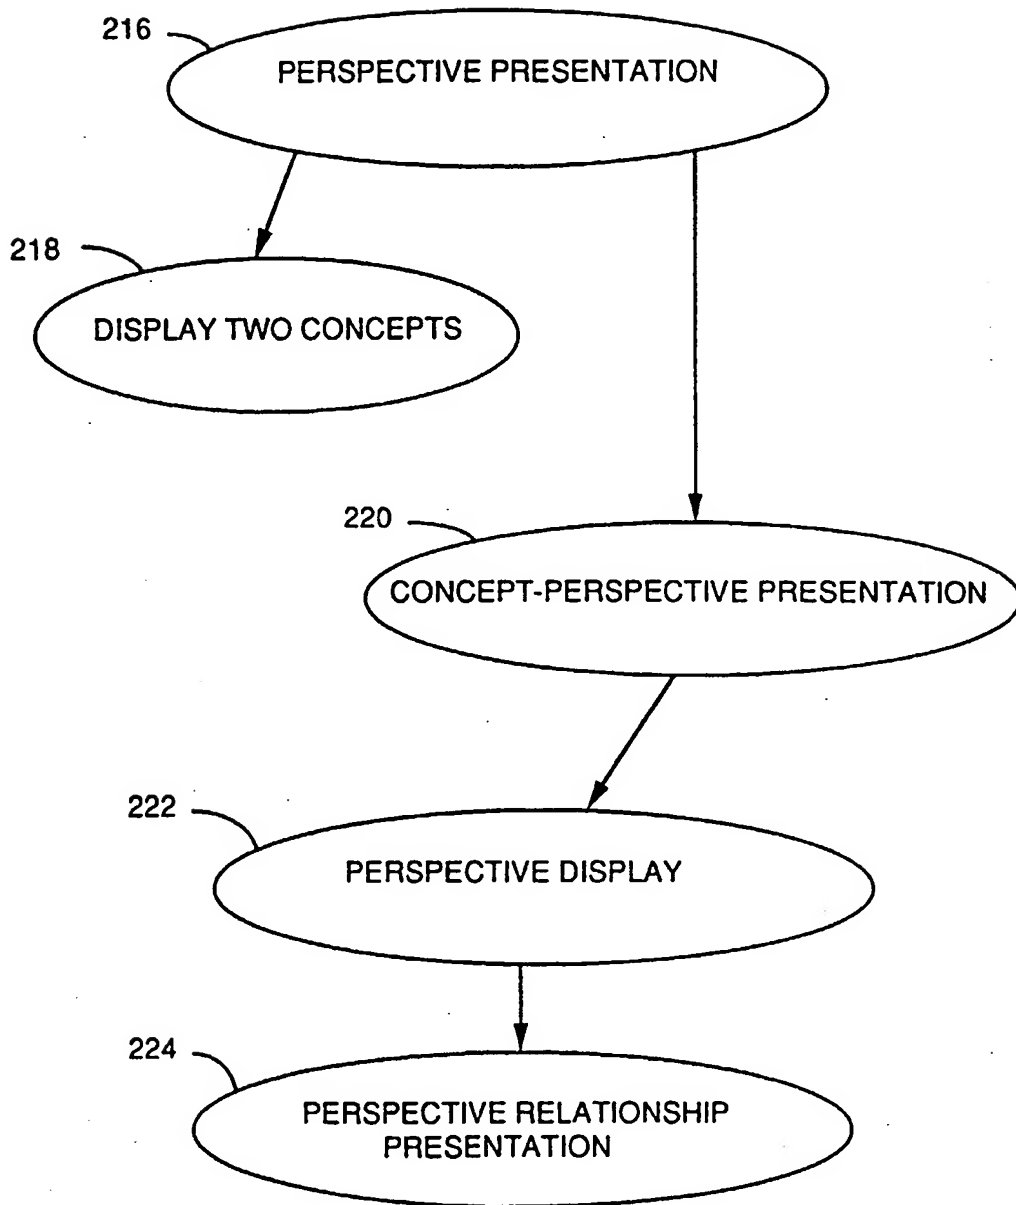 216
PERSPECTIVE PRESENTATION
218
DISPLAY TWO CONCEPTS
220
CONCEPT-PERSPECTIVE PRESENTATION
222
PERSPECTIVE DISPLAY
224
PERSPECTIVE RELATIONSHIP
PRESENTATION